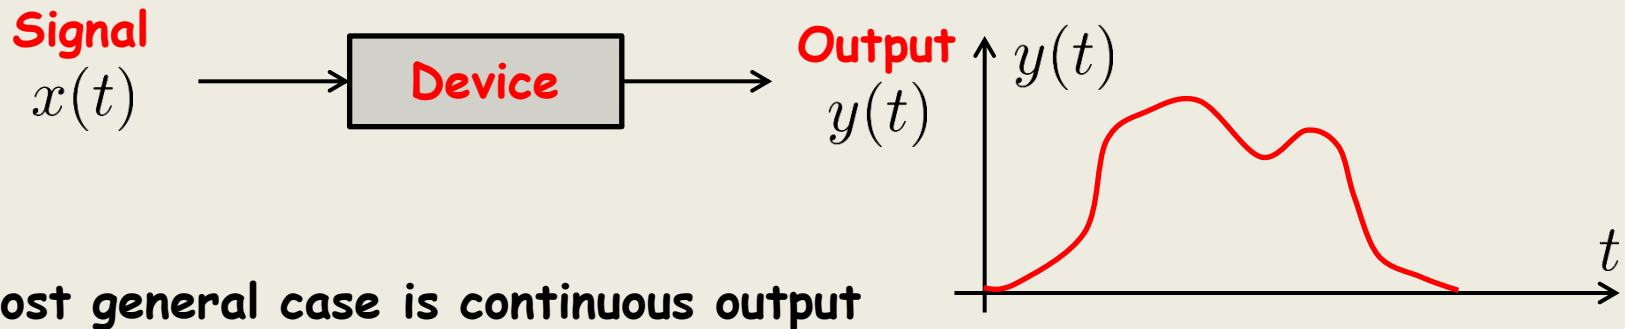 Signal
x(t)
Device
Output
y(t)
y(t)
t
ost general case is continuous output